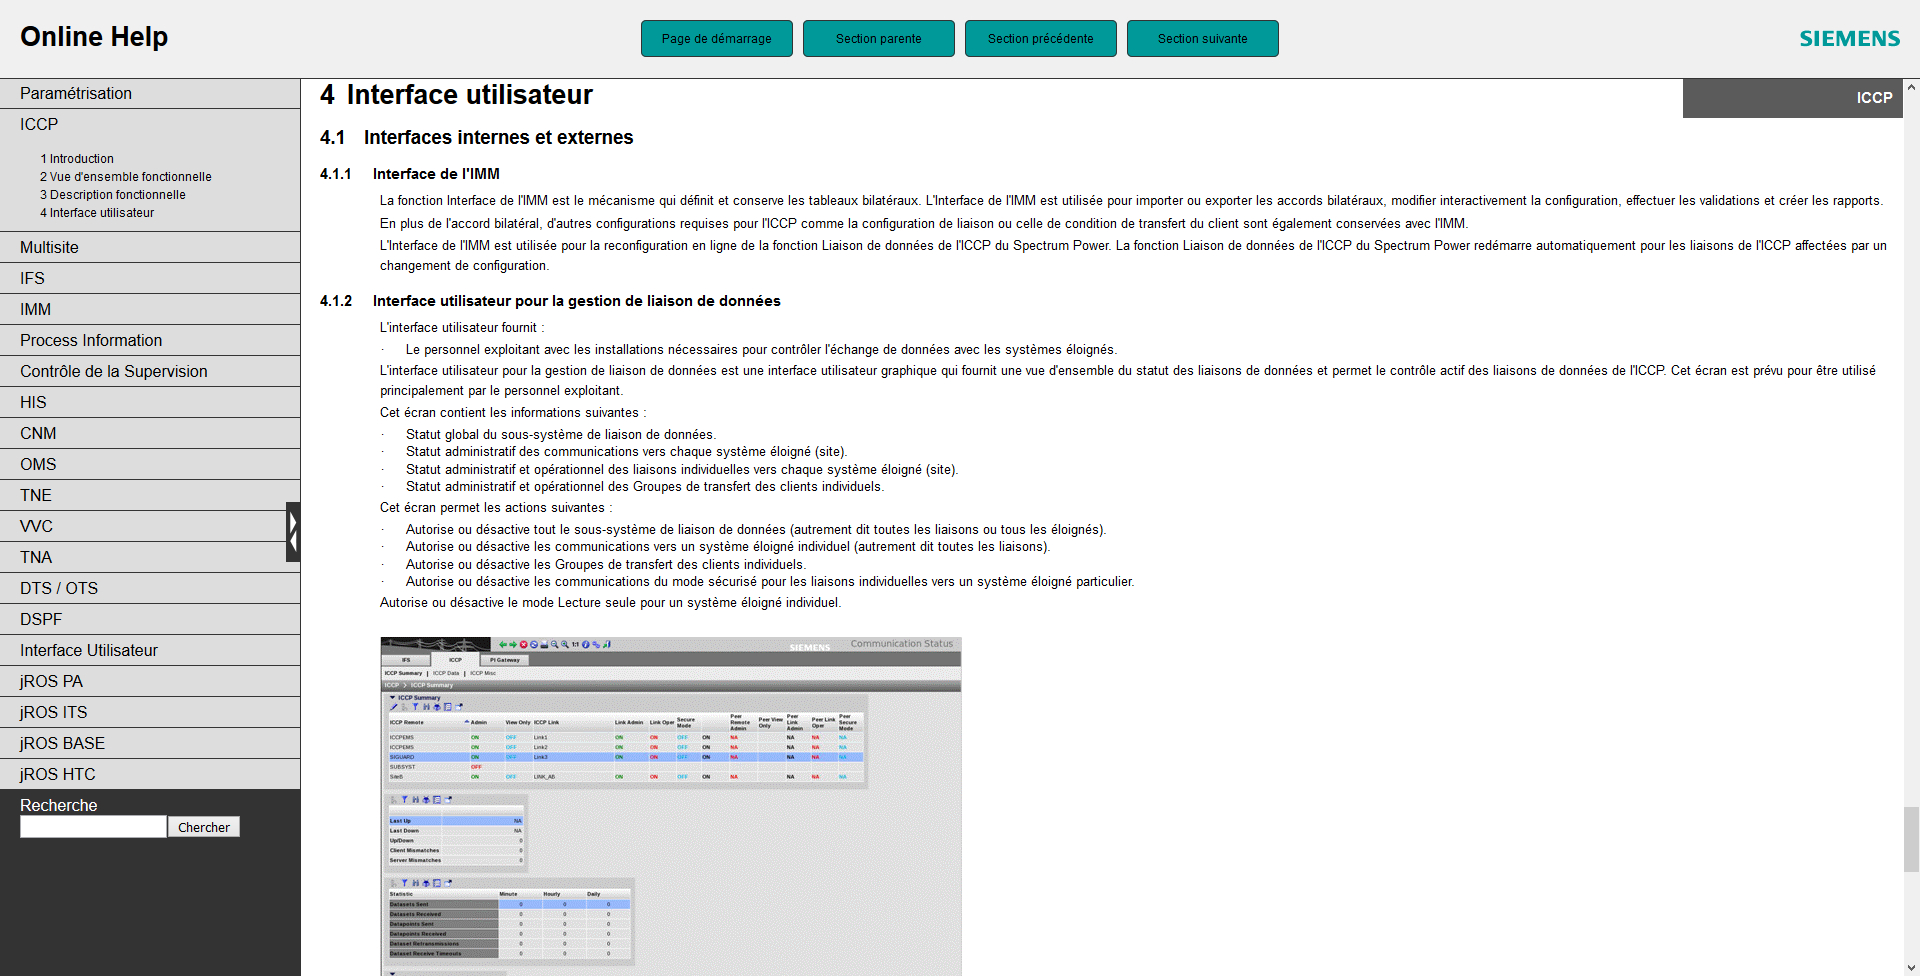 Online Help
Page de démarrage
Section parente
Section précédente
Section suivante
SIEMENS
Paramétrisation
ICCP
1 Introduction
2 Vue d'ensemble fonctionnelle
3 Description fonctionnelle
4 Interface utilisateur
Multisite
IFS
IMM
Process Information
Contrôle de la Supervision
HIS
CNM
OMS
TNE
VVC
TNA
DTS / OTS
DSPF
Interface Utilisateur
jROS PA
jROS ITS
jROS BASE
jROS HTC
Recherche
Chercher
ICCP
4 Interface utilisateur
4.1 Interfaces internes et externes
4.1.1 Interface de l'IMM
La fonction Interface de l'IMM est le mécanisme qui définit et conserve les tableaux bilatéraux. L'Interface de l'IMM est utilisée pour importer ou exporter les accords bilatéraux, modifier interactivement la configuration, effectuer les validations et créer les rapports.
En plus de l'accord bilatéral, d'autres configurations requises pour l'ICCP comme la configuration de liaison ou celle de condition de transfert du client sont également conservées avec l'IMM.
L'Interface de l'IMM est utilisée pour la reconfiguration en ligne de la fonction Liaison de données de l'ICCP du Spectrum Power. La fonction Liaison de données de l'ICCP du Spectrum Power redémarre automatiquement pour les liaisons de l'ICCP affectées par un
changement de configuration.
4.1.2 Interface utilisateur pour la gestion de liaison de données
L'interface utilisateur fournit :
· Le personnel exploitant avec les installations nécessaires pour contrôler l'échange de données avec les systèmes éloignés.
L'interface utilisateur pour la gestion de liaison de données est une interface utilisateur graphique qui fournit une vue d'ensemble du statut des liaisons de données et permet le contrôle actif des liaisons de données de l'ICCP. Cet écran est prévu pour être utilisé
principalement par le personnel exploitant.
Cet écran contient les informations suivantes :
· Statut global du sous-système de liaison de données.
· Statut administratif des communications vers chaque système éloigné (site).
· Statut administratif et opérationnel des liaisons individuelles vers chaque système éloigné (site).
· Statut administratif et opérationnel des Groupes de transfert des clients individuels.
Cet écran permet les actions suivantes :
· Autorise ou désactive tout le sous-système de liaison de données (autrement dit toutes les liaisons ou tous les éloignés).
· Autorise ou désactive les communications vers un système éloigné individuel (autrement dit toutes les liaisons).
· Autorise ou désactive les Groupes de transfert des clients individuels.
· Autorise ou désactive les communications du mode sécurisé pour les liaisons individuelles vers un système éloigné particulier.
Autorise ou désactive le mode Lecture seule pour un système éloigné individuel.
1:1
SIEMENS
Communication Status
IFS ICCP PI Gateway
ICCP Summary | ICCP Data | ICCP Misc
ICCP > ICCP Summary
ICCP Summary
ICCP Remote Admin View Only ICCP Link Link Admin Link Oper Secure Mode Peer Remote Admin Peer View Only Peer Link Admin Peer Link Oper Peer Secure Mode
ICCPEMS ON OFF Link1 ON ON OFF ON NA NA NA NA
ICCPEMS ON OFF Link2 ON ON OFF ON NA NA NA NA
SIGUARD ON OFF Link3 ON ON OFF ON NA NA NA NA
SUBSYST OFF
SiteB ON OFF LINK_AB ON ON OFF ON NA NA NA NA
Last Up NA
Last Down NA
Up/Down 0
Client Mismatches 0
Server Mismatches 0
Statistic Minute Hourly Daily
Datasets Sent 0 0 0
Datasets Received 0 0 0
Datapoints Sent 0 0 0
Datapoints Received 0 0 0
Dataset Retransmissions 0 0 0
Dataset Receive Timeouts 0 0 0